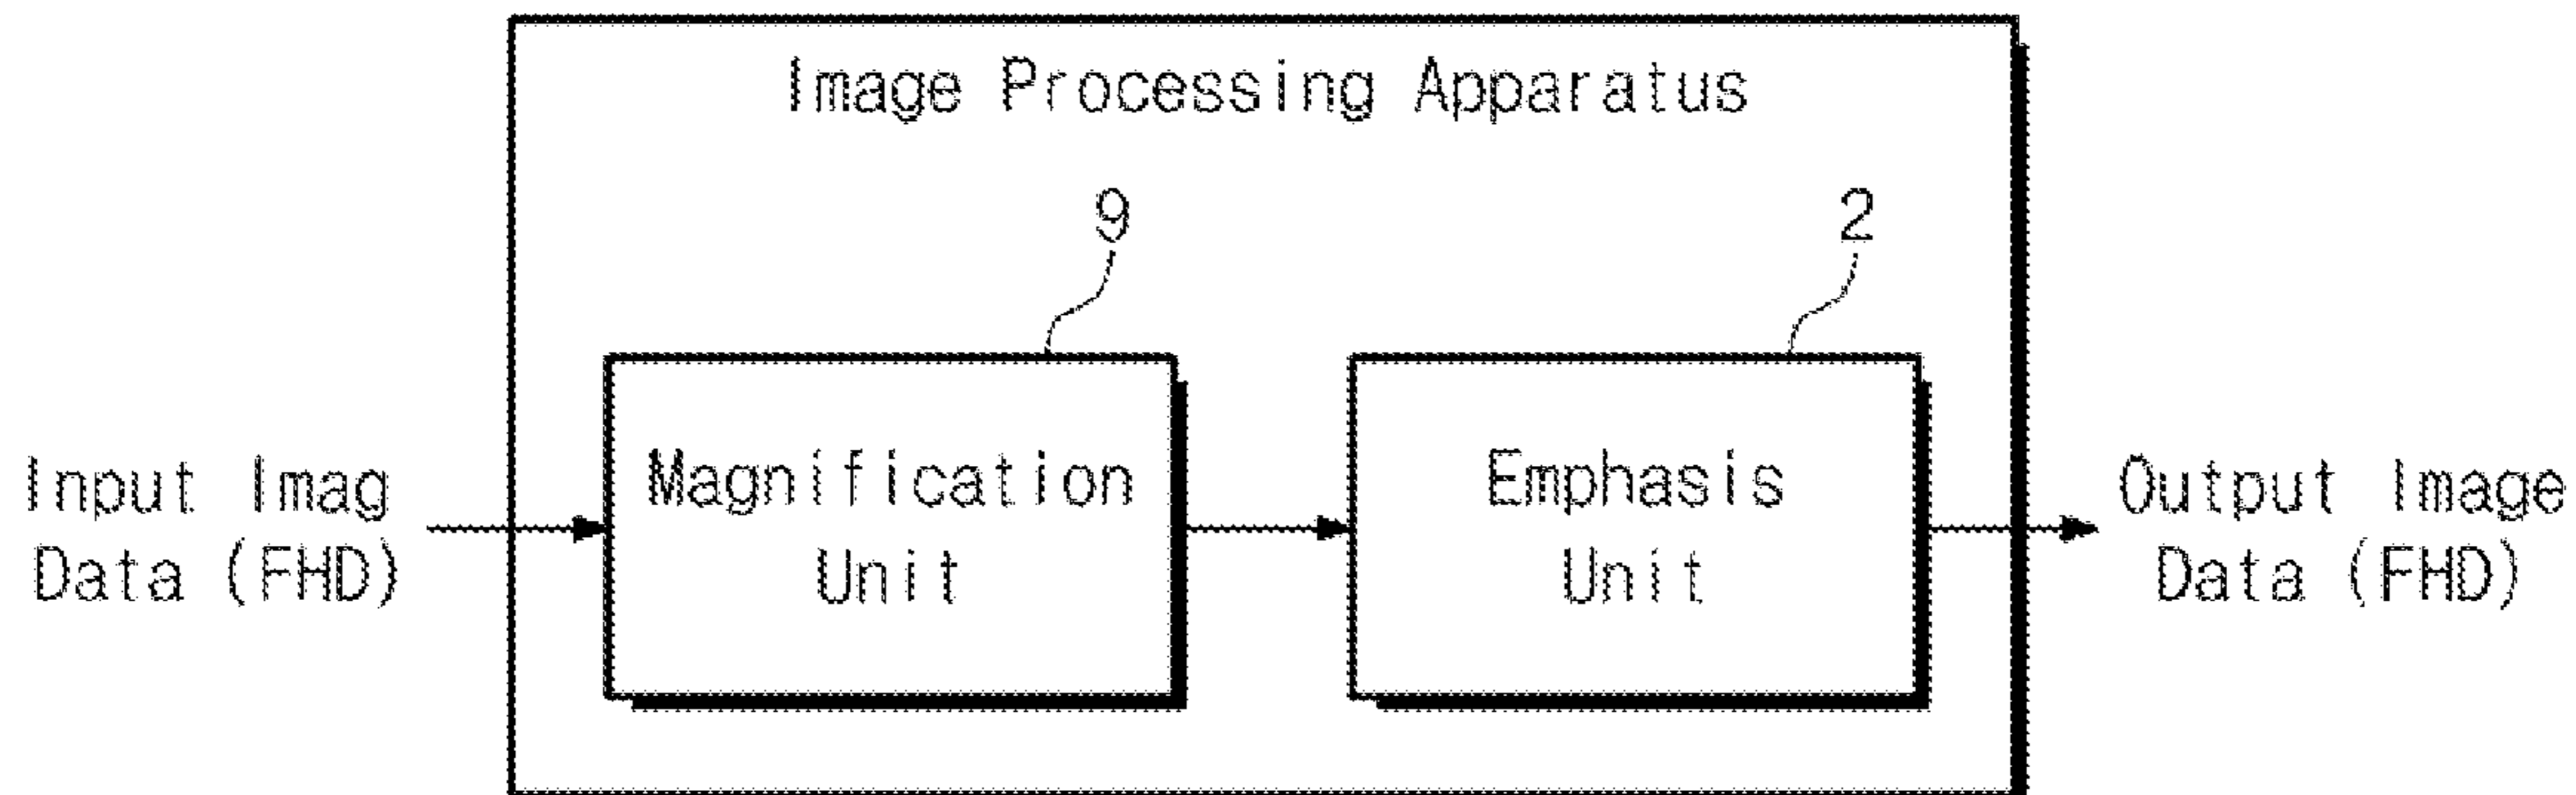 Image Processing Apparatus
9
2
Input Imag
Data (FHD)
Magnification
Unit
Emphasis
Unit
Output Image
Data (FHD)